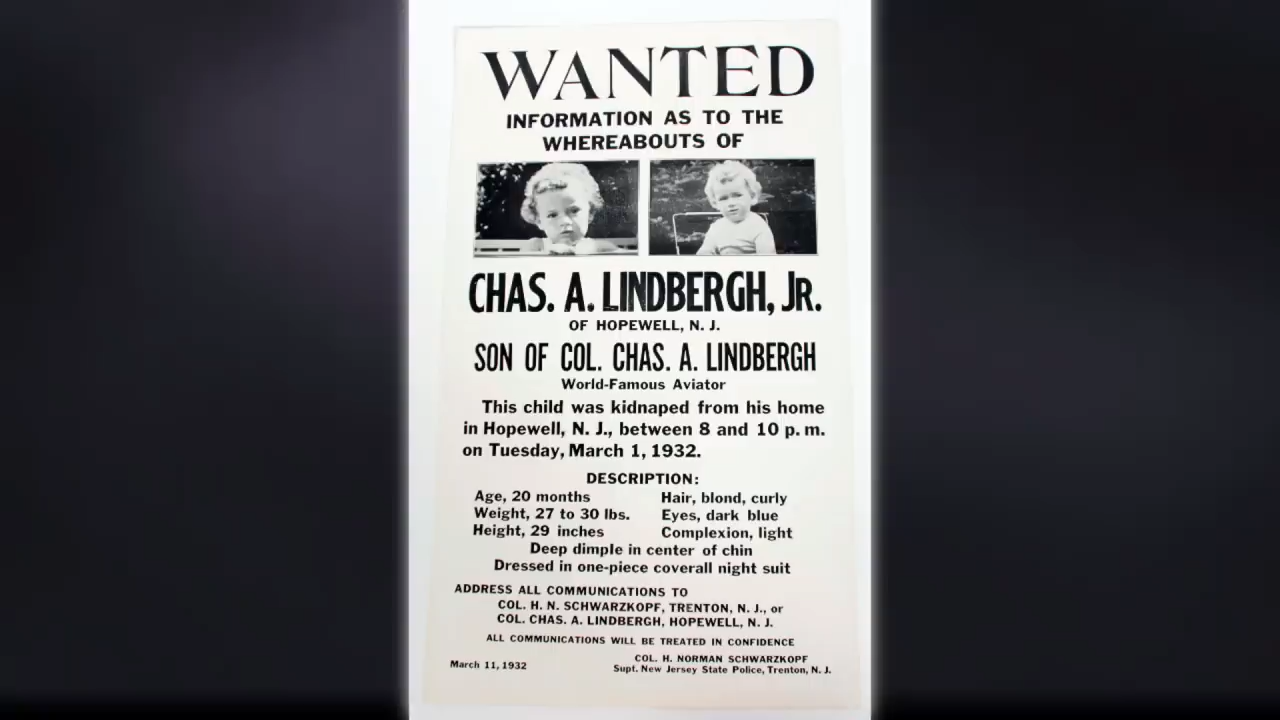 WANTED
INFORMATION AS TO THE
WHEREABOUTS OF
CHAS. A. LINDBERGH, JR.
OF HOPEWELL, N. J.
SON OF COL. CHAS. A. LINDBERGH
World-Famous Aviator
This child was kidnaped from his home
in Hopewell, N. J., between 8 and 10 p. m.
on Tuesday, March 1, 1932.
DESCRIPTION:
Age, 20 months Hair, blond, curly
Weight, 27 to 30 lbs. Eyes, dark blue
Height, 29 inches Complexion, light
Deep dimple in center of chin
Dressed in one-piece coverall night suit
ADDRESS ALL COMMUNICATIONS TO
COL. H. N. SCHWARZKOPF, TRENTON, N. J., or
COL. CHAS. A. LINDBERGH, HOPEWELL, N. J.
ALL COMMUNICATIONS WILL BE TREATED IN CONFIDENCE
March 11, 1932 COL. H. NORMAN SCHWARZKOPF
Supt. New Jersey State Police, Trenton, N. J.